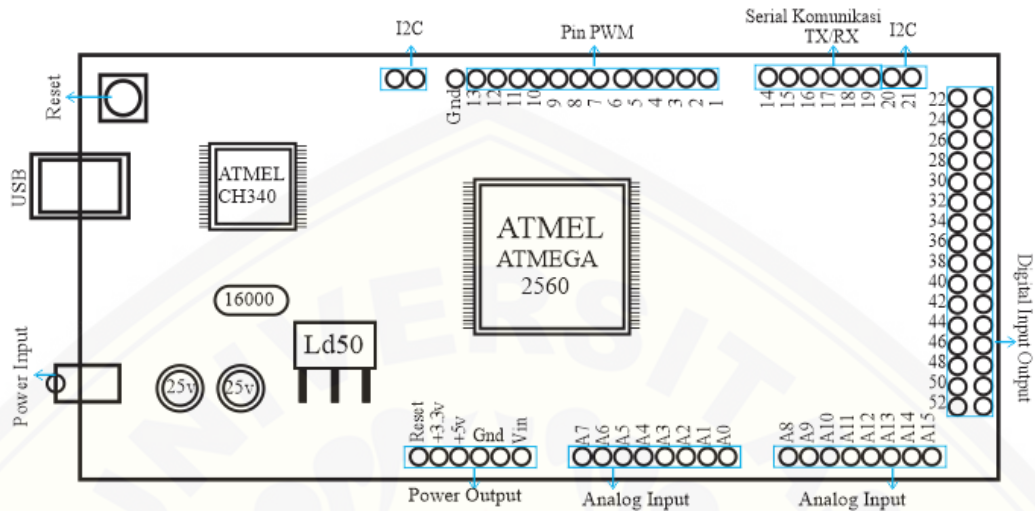 Serial Komunikasi
I2C Pin PWM TX/RX I2C
Reset
Gnd 13 12 11 10 9 8 7 6 5 4 3 2 1
14 15 16 17 18 19 20 21
22
24
26
28
30
32
34
36
38
40
42
44
46
48
50
52
USB
ATMEL
CH340
ATMEL
ATMEGA
2560
16000
Ld50
Power Input
25v 25v
Digital Input Output
Reset +3.3v +5v Gnd Vin
A7 A6 A5 A4 A3 A2 A1 A0
A8 A9 A10 A11 A12 A13 A14 A15
Power Output Analog Input Analog Input
UNIVERSIT